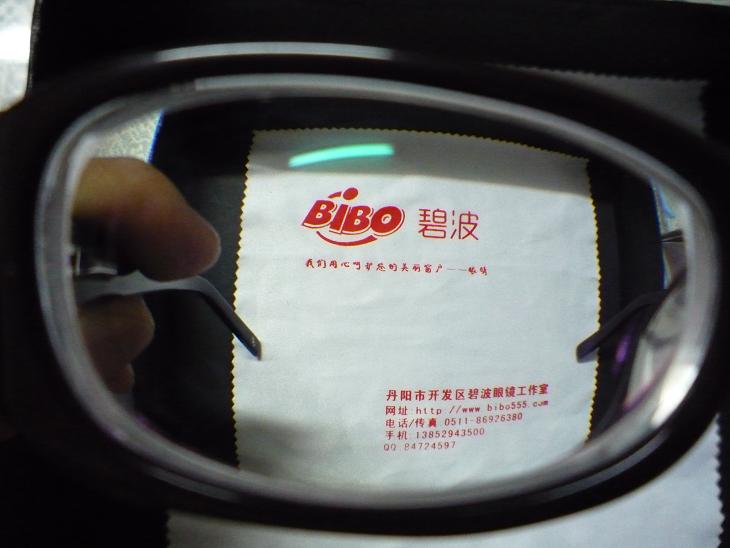 BiBO 碧波
我们用心呵护您的美丽窗户——眼睛
丹阳市开发区碧波眼镜工作室
网址 http://www bibo555.com
电话/传真 0511-86926380
手机 13852943500
QQ:84724597